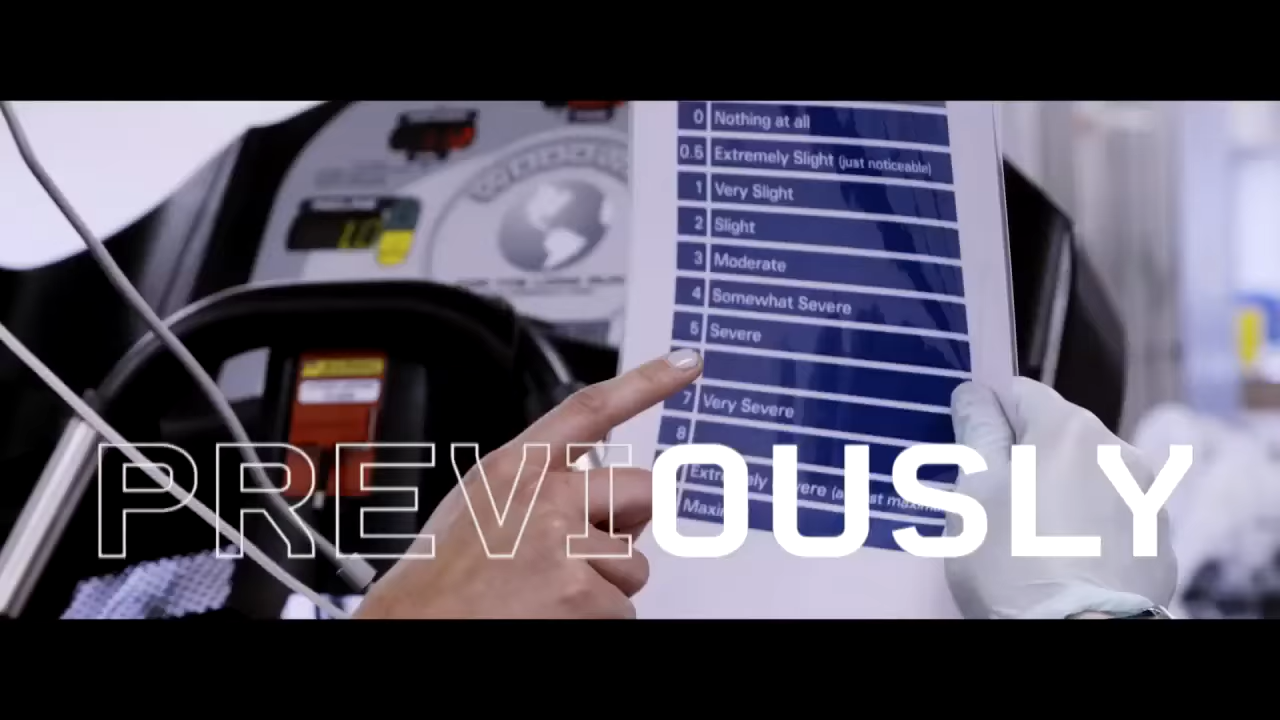 0 Nothing at all
0.5 Extremely Slight (just noticeable)
1 Very Slight
2 Slight
3 Moderate
4 Somewhat Severe
5 Severe
7 Very Severe
8
PREVIOUSLY